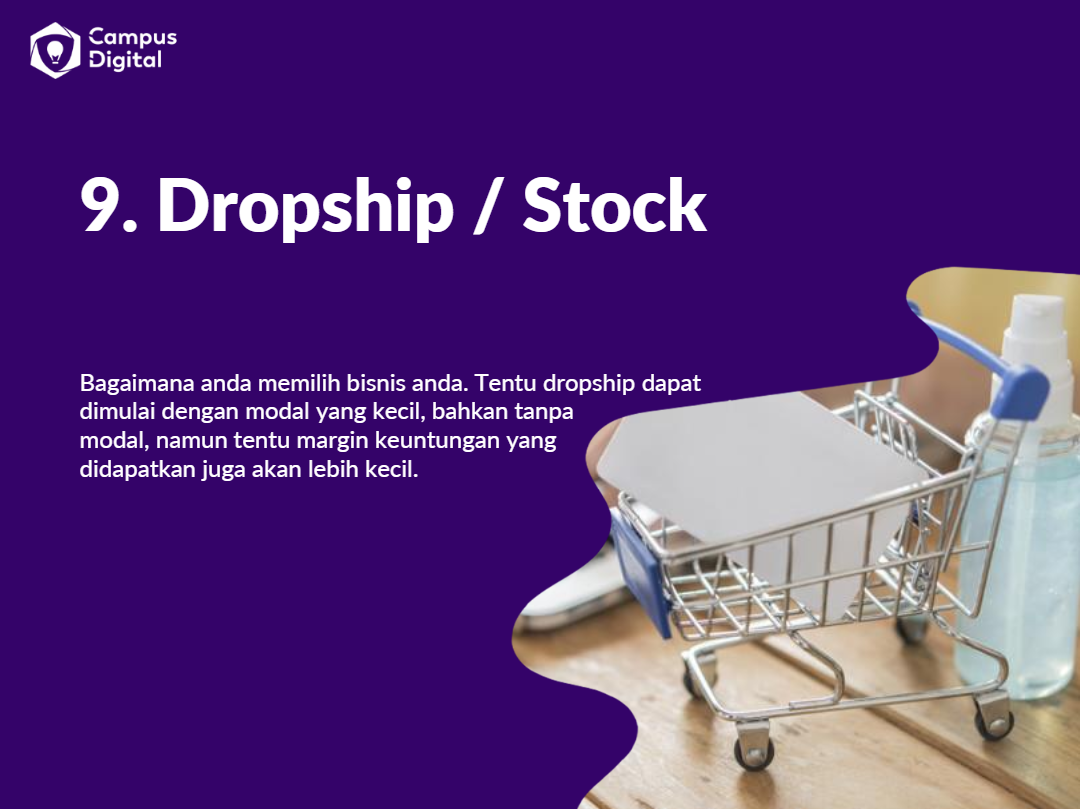 Campus
Digital
9. Dropship / Stock
Bagaimana anda memilih bisnis anda. Tentu dropship dapat
dimulai dengan modal yang kecil, bahkan tanpa
modal, namun tentu margin keuntungan yang
didapatkan juga akan lebih kecil.